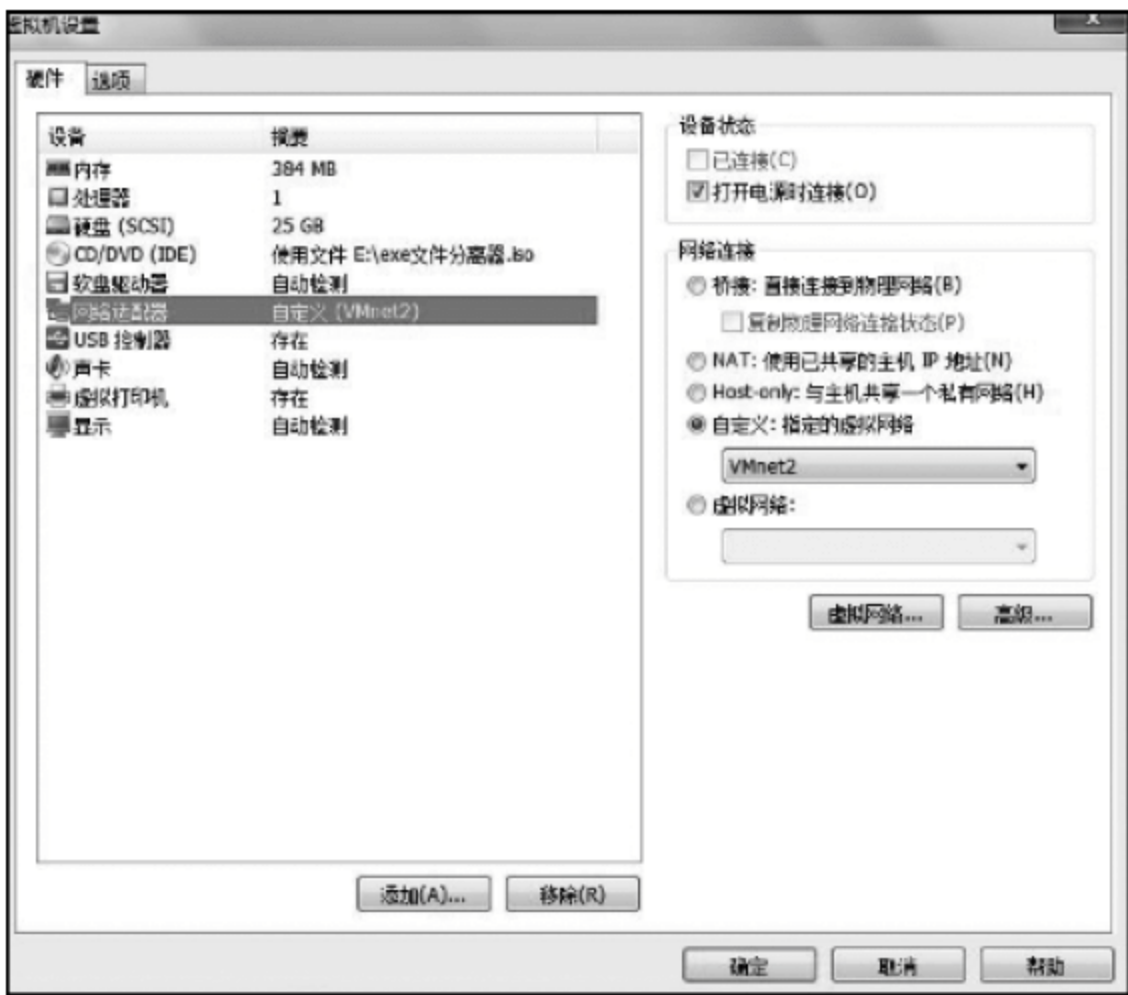 虚拟机设置
X
硬件 选项
设备 摘要
内存 384 MB
处理器 1
硬盘 (SCSI) 25 GB
CD/DVD (IDE) 使用文件 E:\exe文件分离器.iso
软盘驱动器 自动检测
网络适配器 自定义 (VMnet2)
USB 控制器 存在
声卡 自动检测
虚拟打印机 存在
显示 自动检测
添加(A)... 移除(R)
设备状态
已连接(C)
打开电源时连接(O)
网络连接
桥接: 直接连接到物理网络(B)
复制物理网络连接状态(P)
NAT: 使用已共享的主机 IP 地址(N)
Host-only: 与主机共享一个私有网络(H)
自定义: 指定的虚拟网络
VMnet2
虚拟网络:
虚拟网络... 高级...
确定 取消 帮助